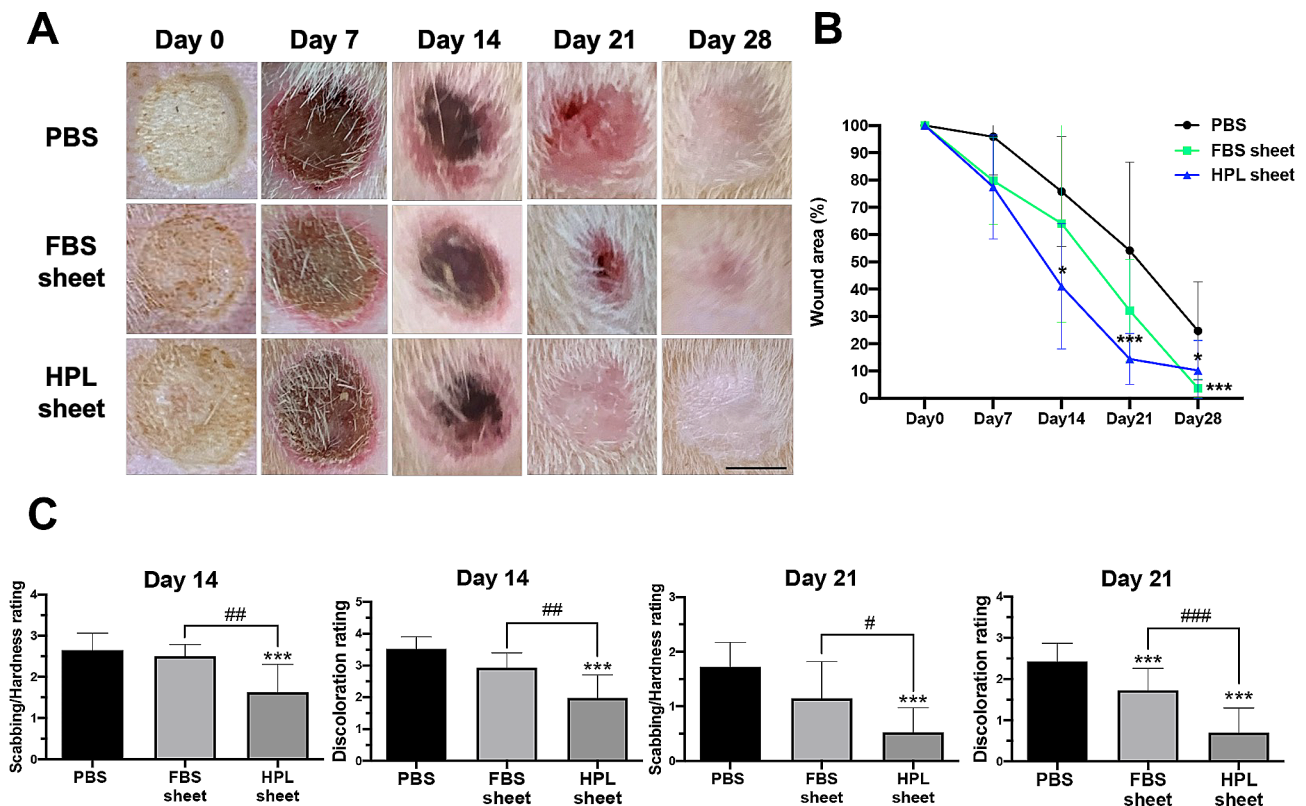 A
Day 0 Day 7 Day 14 Day 21 Day 28
PBS
FBS
sheet
HPL
sheet
B
PBS
FBS sheet
HPL sheet
Wound area (%)
100
90
80
70
60
50
40
30
20
10
0
*
***
*
***
Day0 Day7 Day14 Day21 Day28
C
Day 14
Scabbing/Hardness rating
4
3
2
1
0
##
***
PBS FBS HPL
sheet sheet
Day 14
Discoloration rating
5
4
3
2
1
0
##
***
PBS FBS HPL
sheet sheet
Day 21
Scabbing/Hardness rating
3
2
1
0
#
***
PBS FBS HPL
sheet sheet
Day 21
Discoloration rating
4
3
2
1
0
###
***
***
PBS FBS HPL
sheet sheet